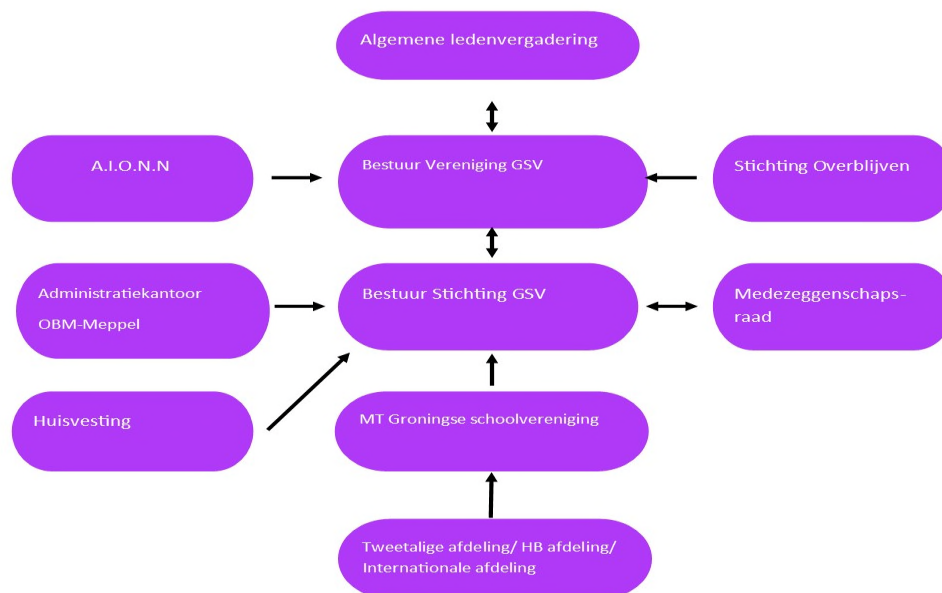 Algemene ledenvergadering
A.I.O.N.N
Bestuur Vereniging GSV
Stichting Overblijven
Administratiekantoor
OBM-Meppel
Bestuur Stichting GSV
Medezeggenschaps-
raad
Huisvesting
MT Groningse schoolvereniging
Tweetalige afdeling/ HB afdeling/
Internationale afdeling